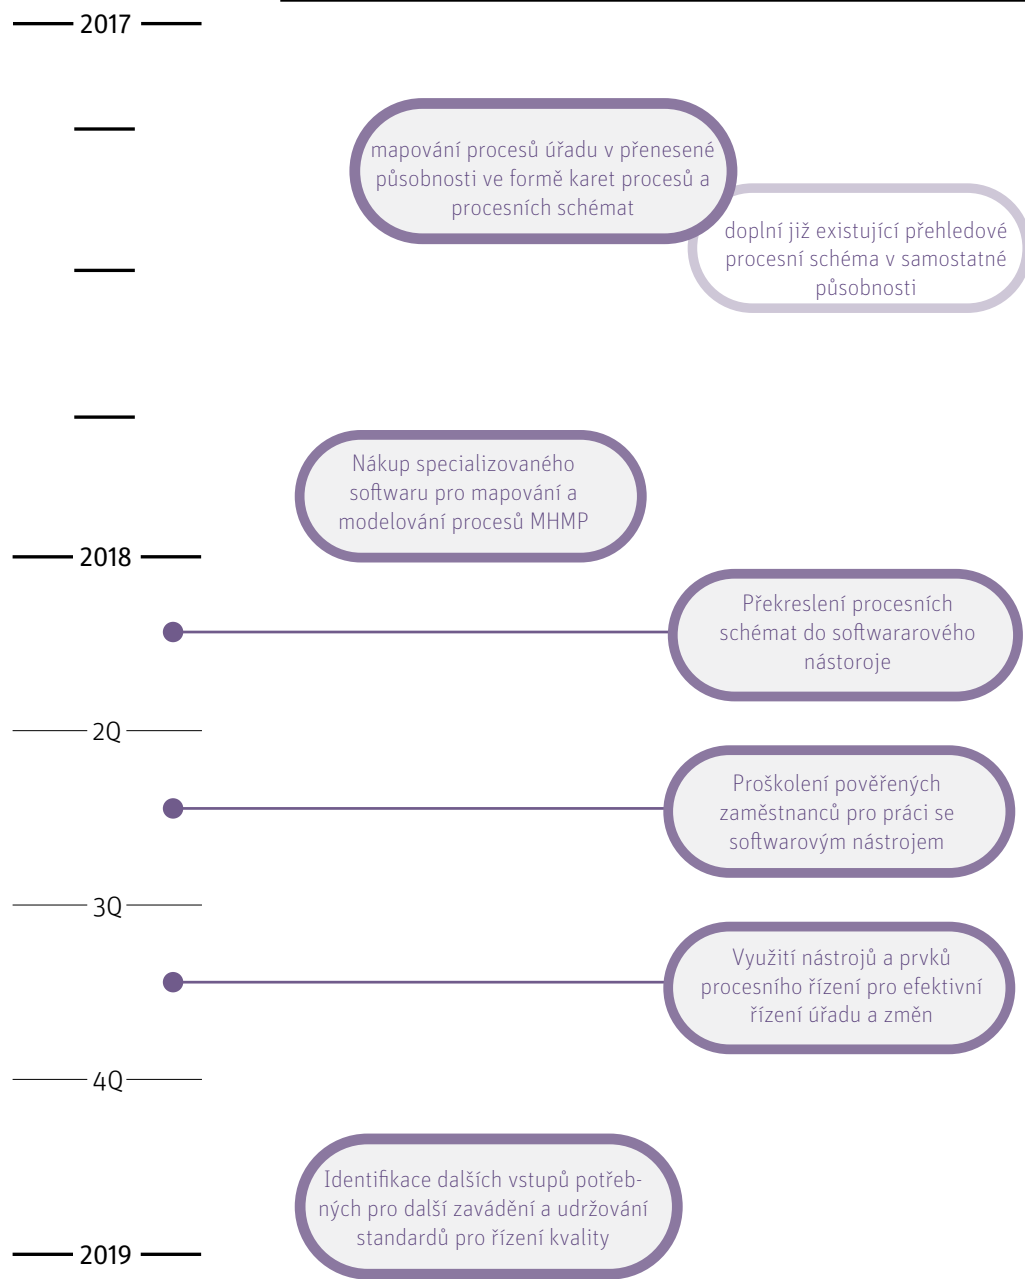 2017
mapování procesů úřadu v přenesené
působnosti ve formě karet procesů a
procesních schémat
doplní již existující přehledové
procesní schéma v samostatné
působnosti
Nákup specializovaného
softwaru pro mapování a
modelování procesů MHMP
2018
Překreslení procesních
schémat do softwararového
nástoroje
2Q
Proškolení pověřených
zaměstnanců pro práci se
softwarovým nástrojem
3Q
Využití nástrojů a prvků
procesního řízení pro efektivní
řízení úřadu a změn
4Q
Identifikace dalších vstupů potřeb-
ných pro další zavádění a udržování
standardů pro řízení kvality
2019